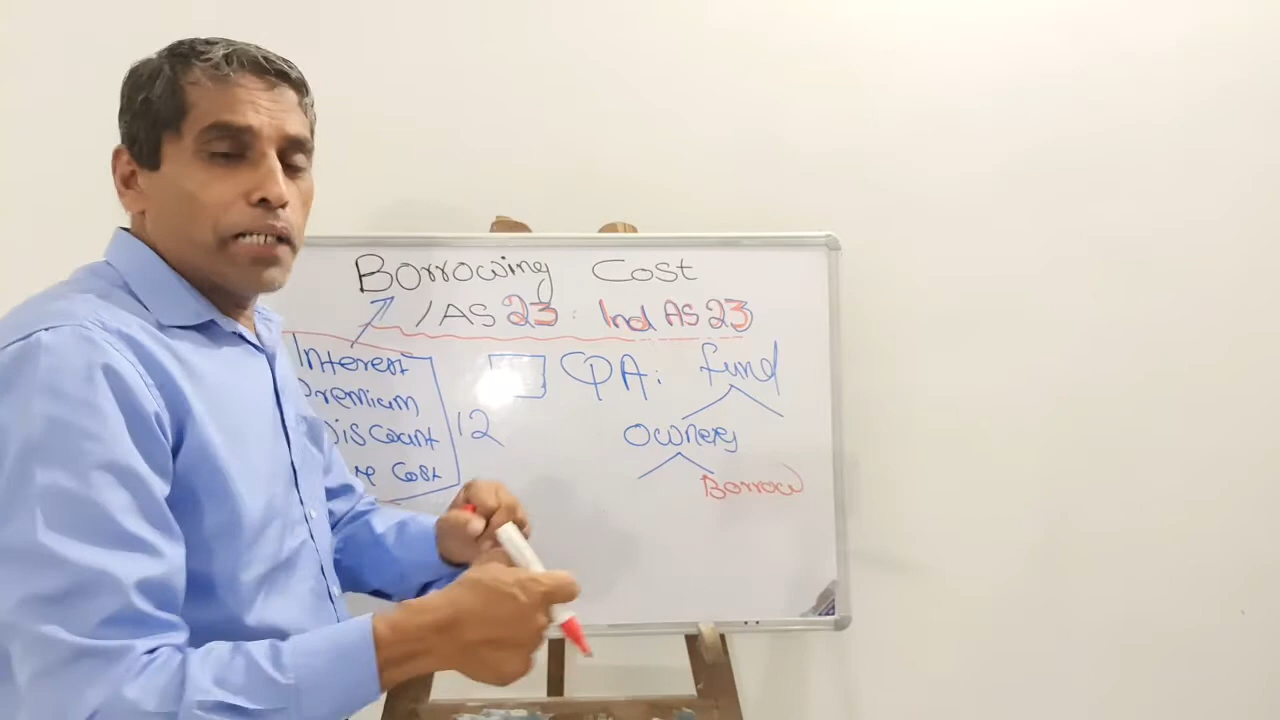 Borrowing Cost
IAS 23 : Ind AS 23
Interest
Premium
Discount
Cost
12
QA: fund
Owners
Borrow